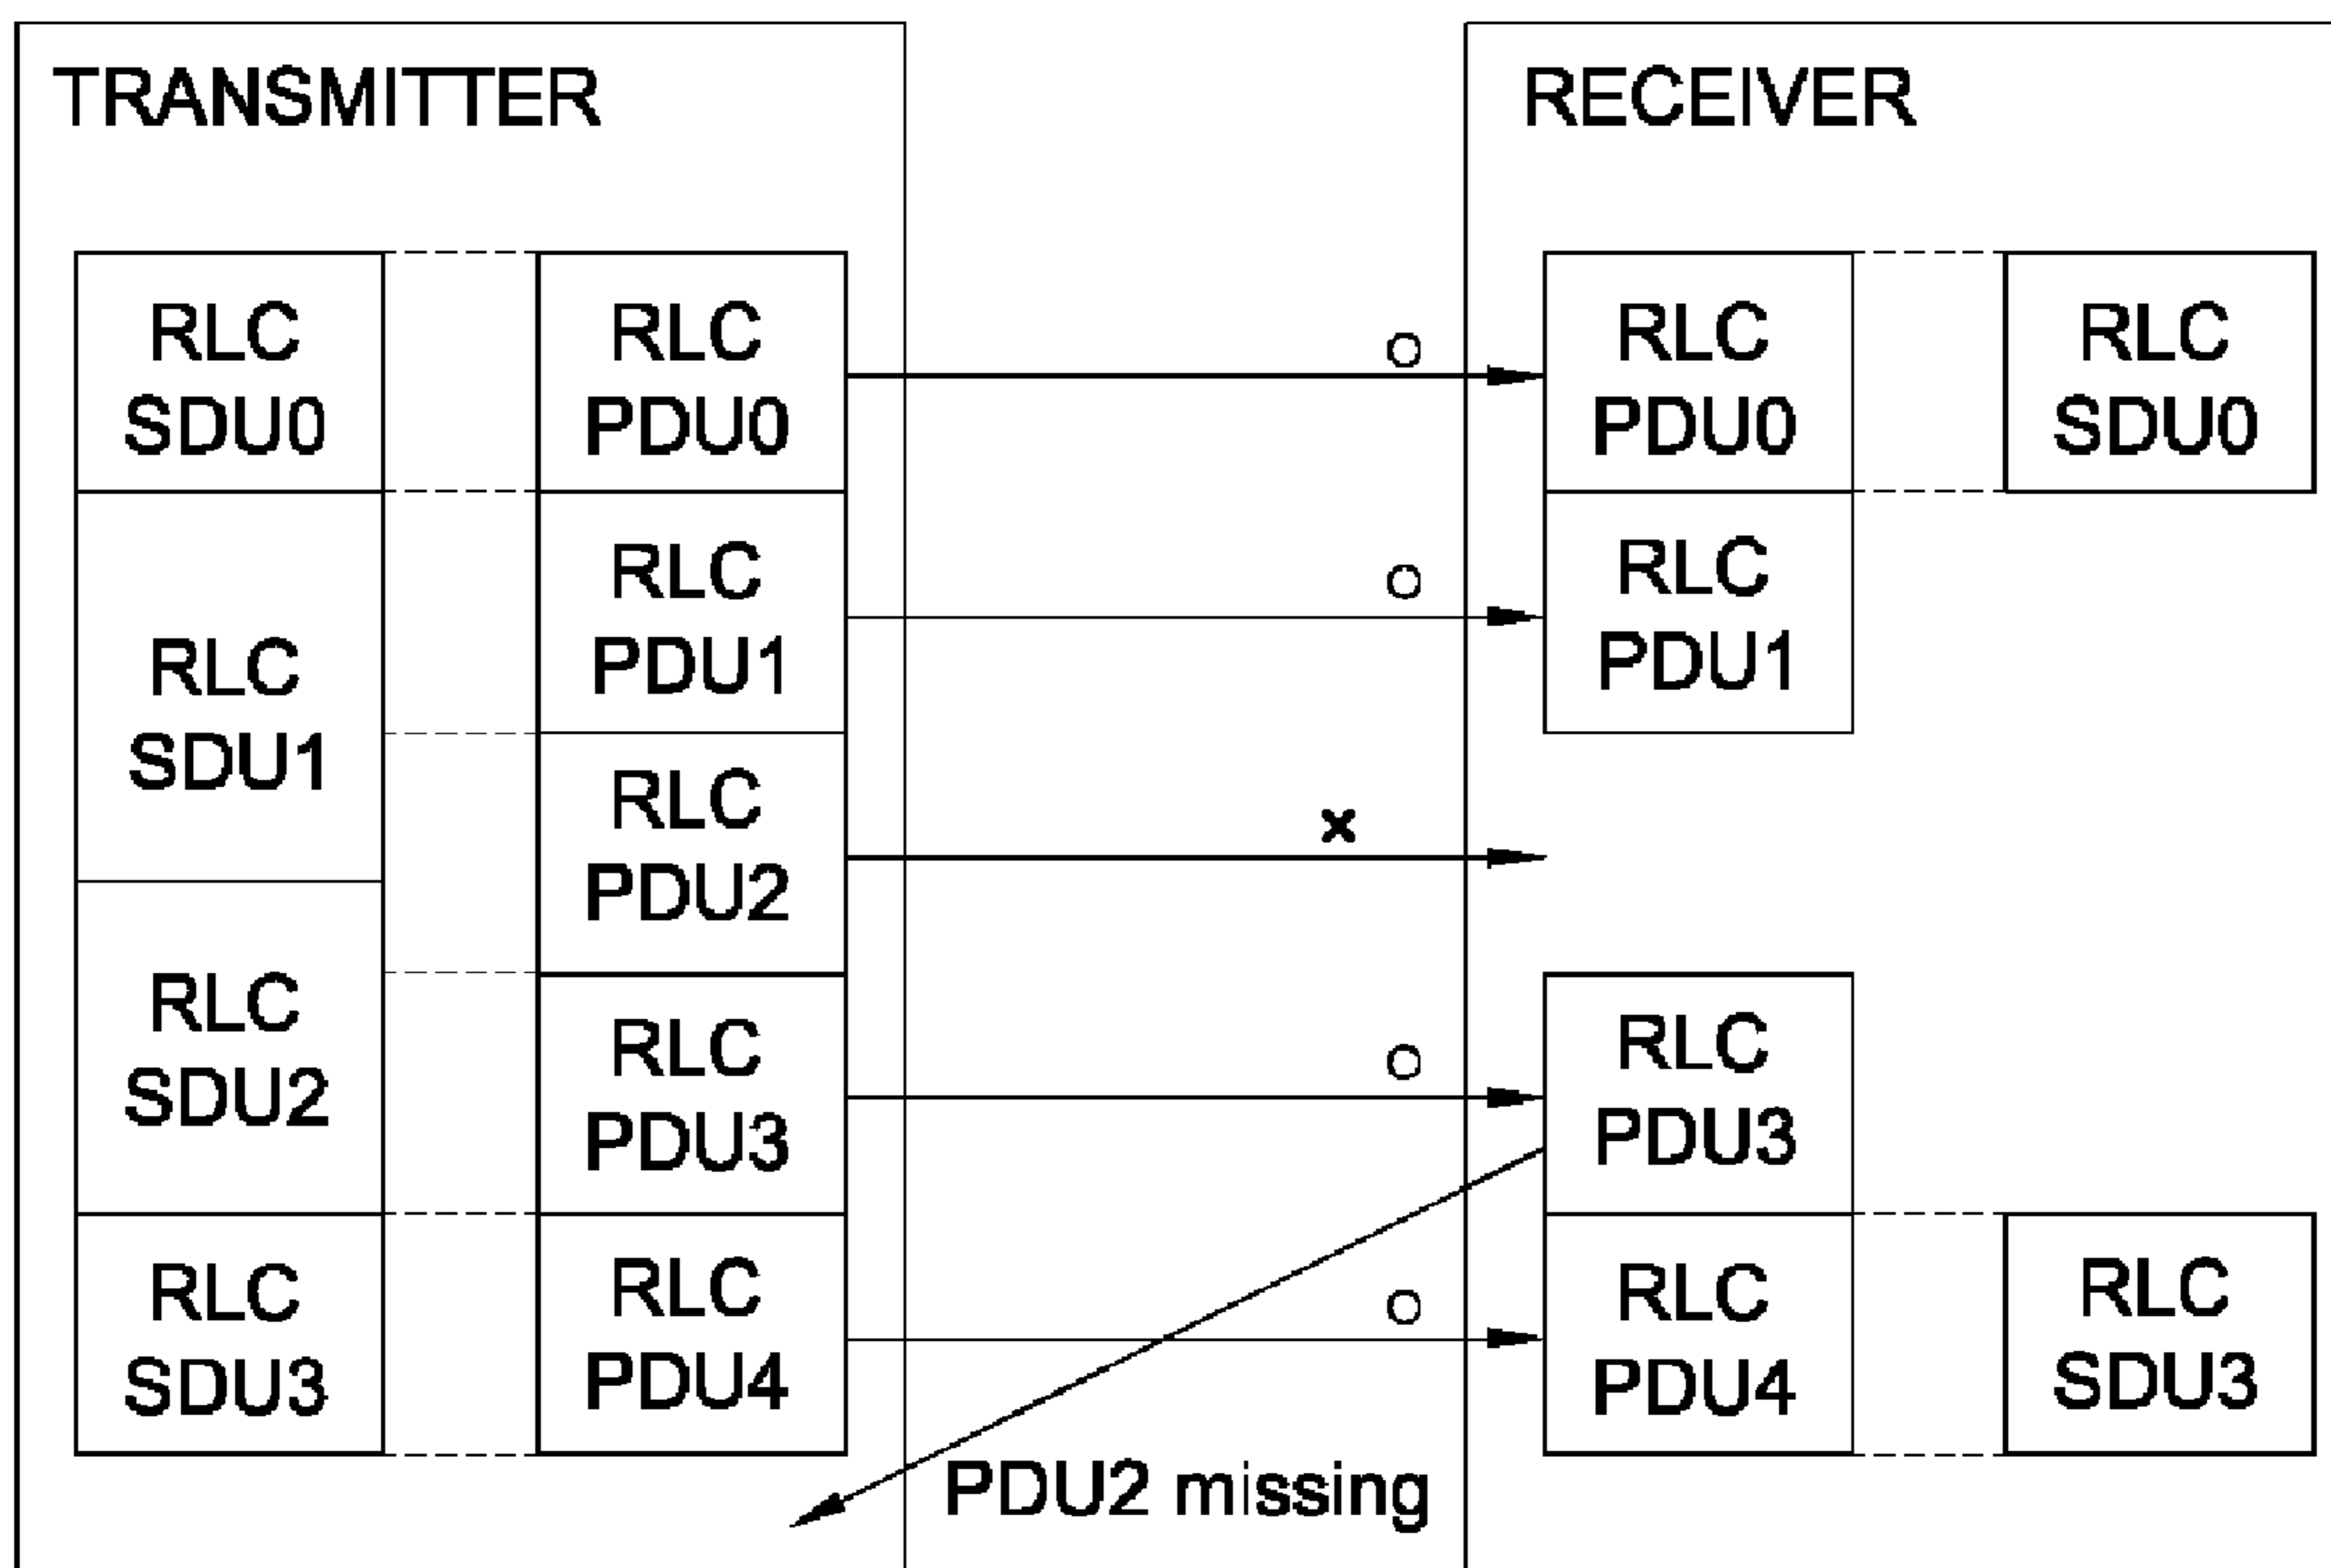 TRANSMITTER
RECEIVER
RLC
SDU0
RLC
SDU1
RLC
SDU2
RLC
SDU3
RLC
PDU0
RLC
PDU1
RLC
PDU2
RLC
PDU3
RLC
PDU4
x
PDU2 missing
RLC
PDU0
RLC
PDU1
RLC
PDU3
RLC
PDU4
RLC
SDU0
RLC
SDU3